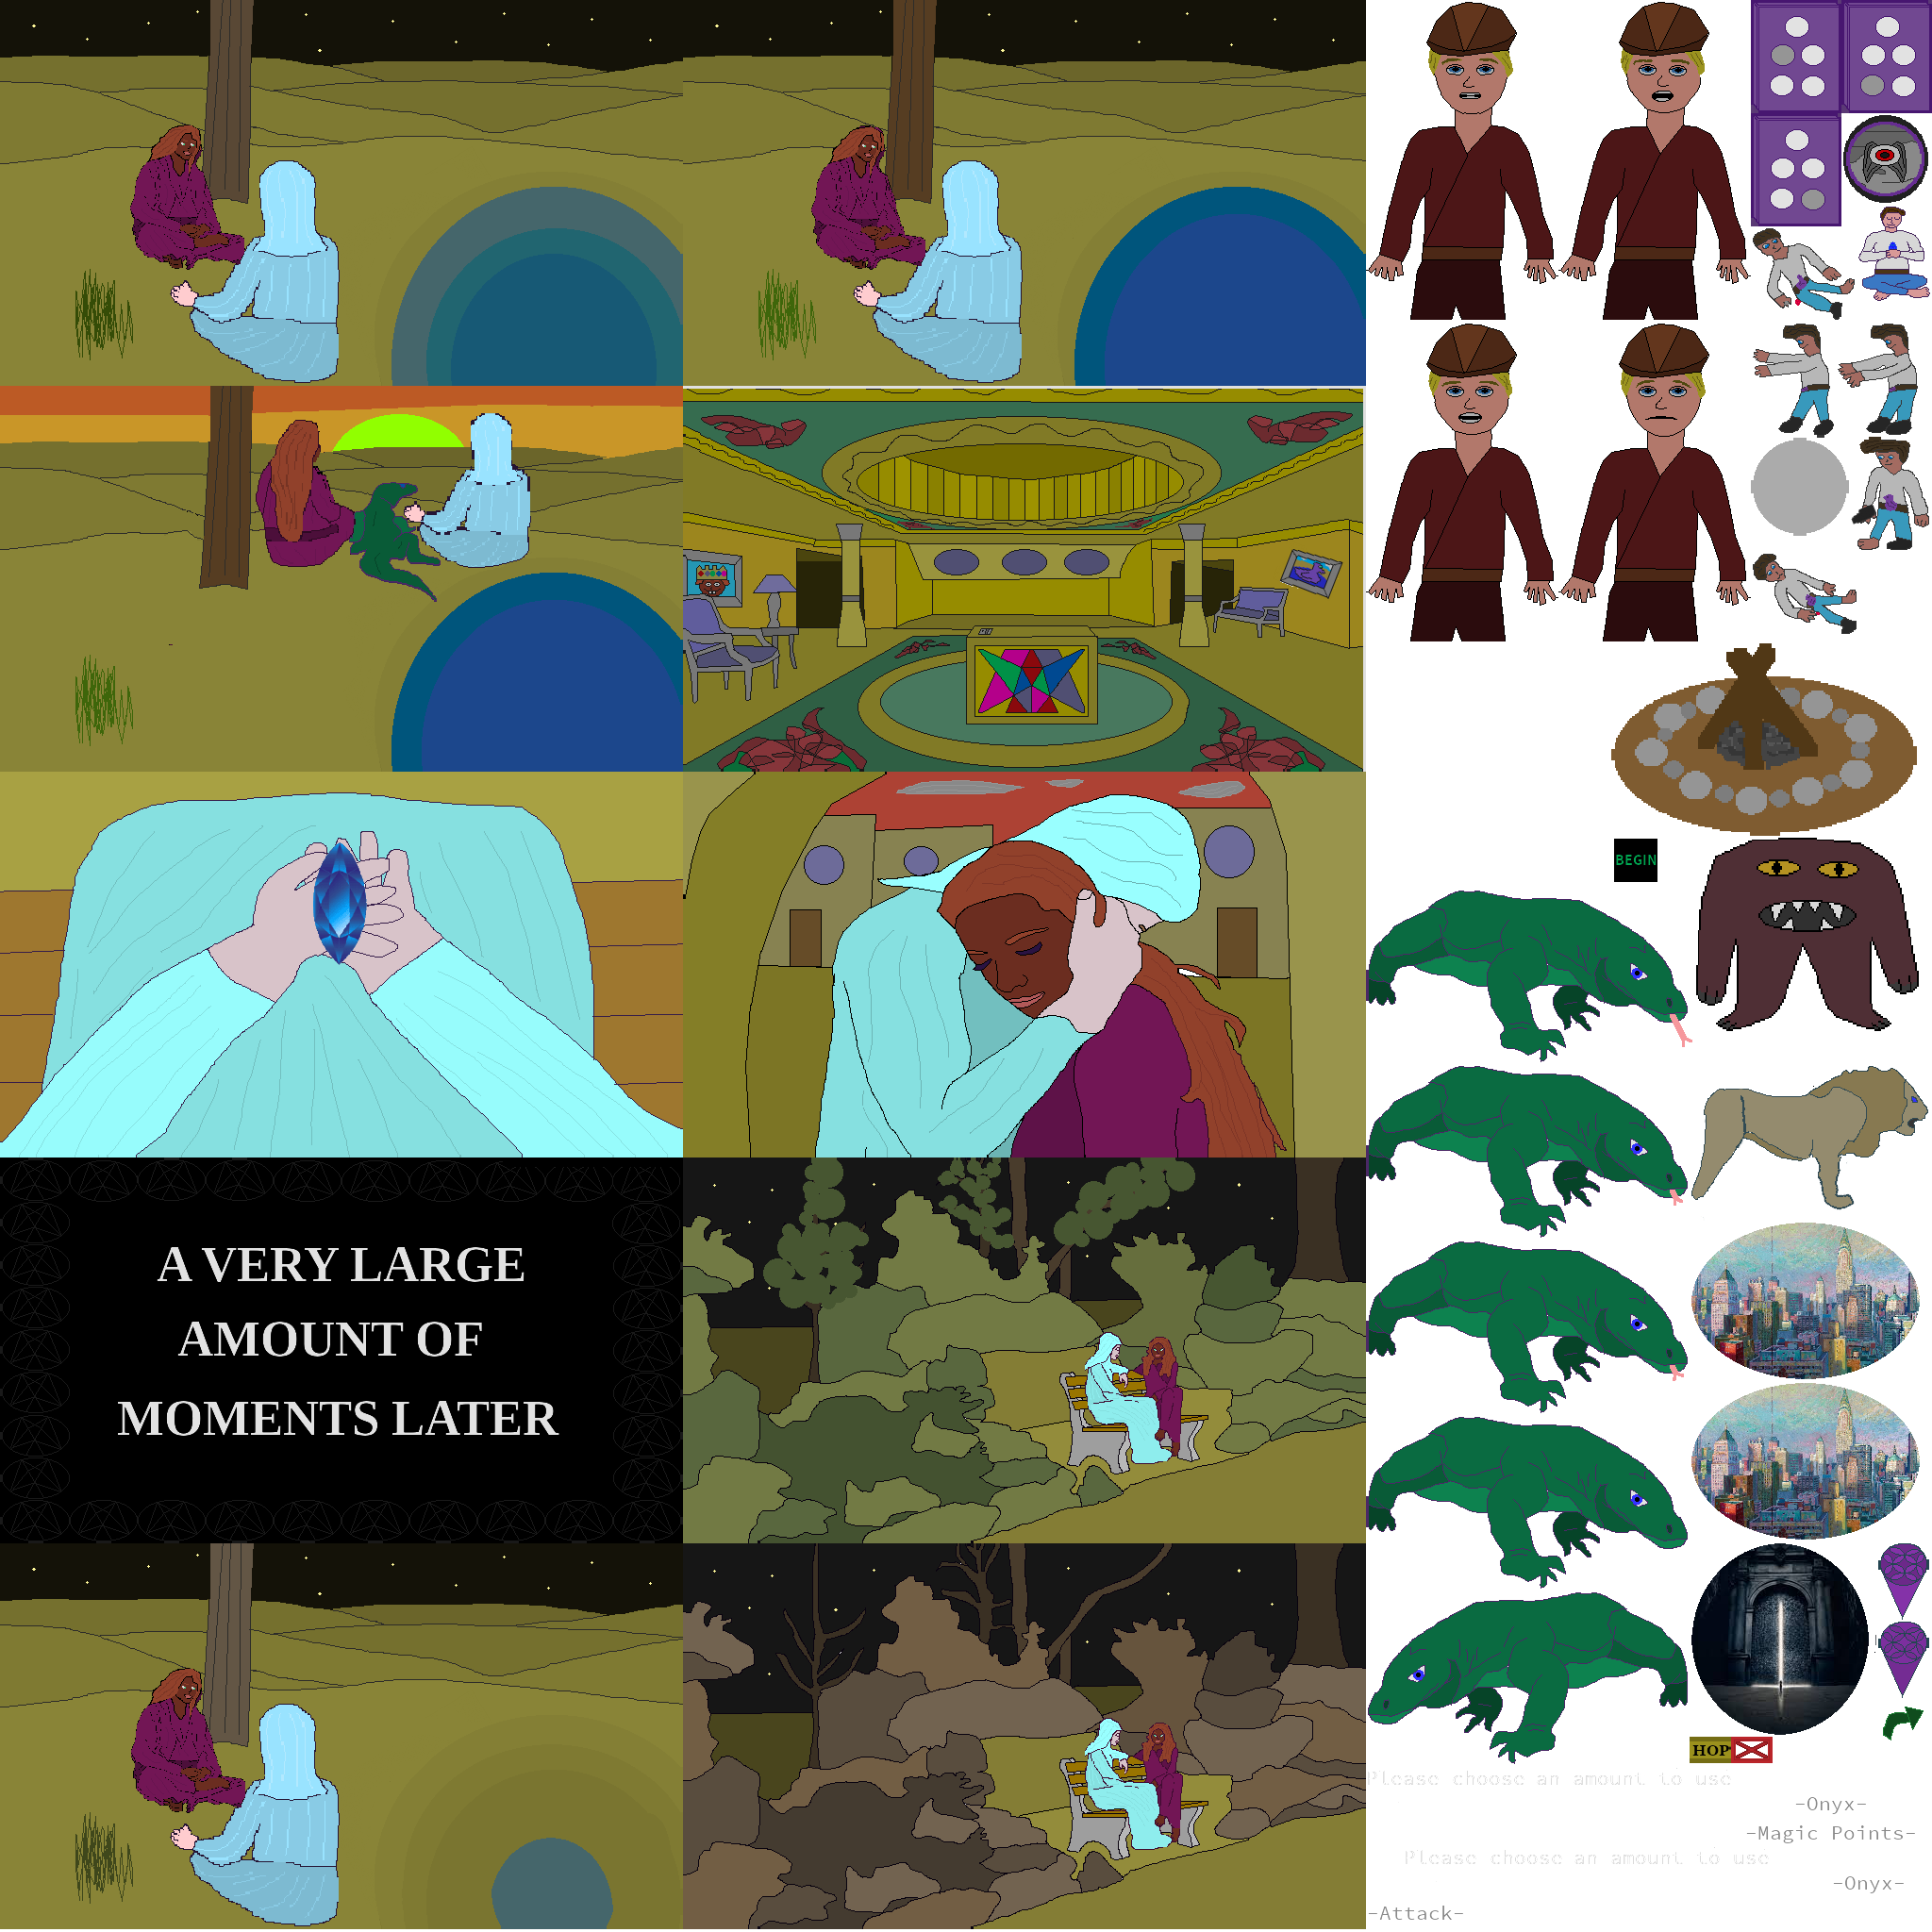 BEGIN
A VERY LARGE
AMOUNT OF
MOMENTS LATER
HOP
Please choose an amount to use
-Onyx-
-Magic Points-
Please choose an amount to use
-Onyx-
-Attack-